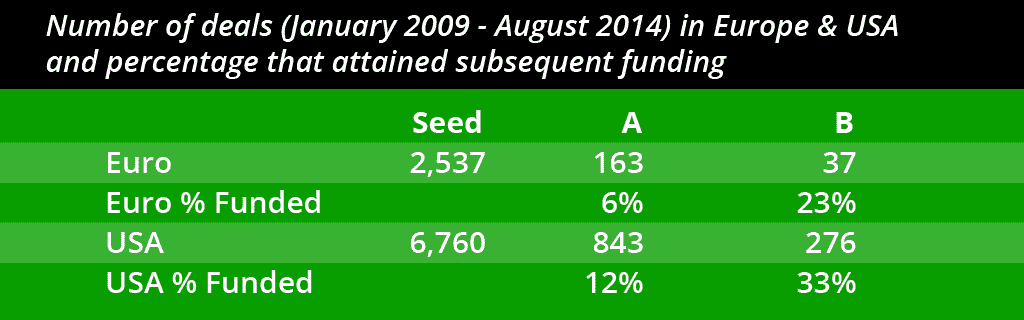 Number of deals (January 2009 - August 2014) in Europe & USA
and percentage that attained subsequent funding
Seed A B
Euro 2,537 163 37
Euro % Funded 6% 23%
USA 6,760 843 276
USA % Funded 12% 33%